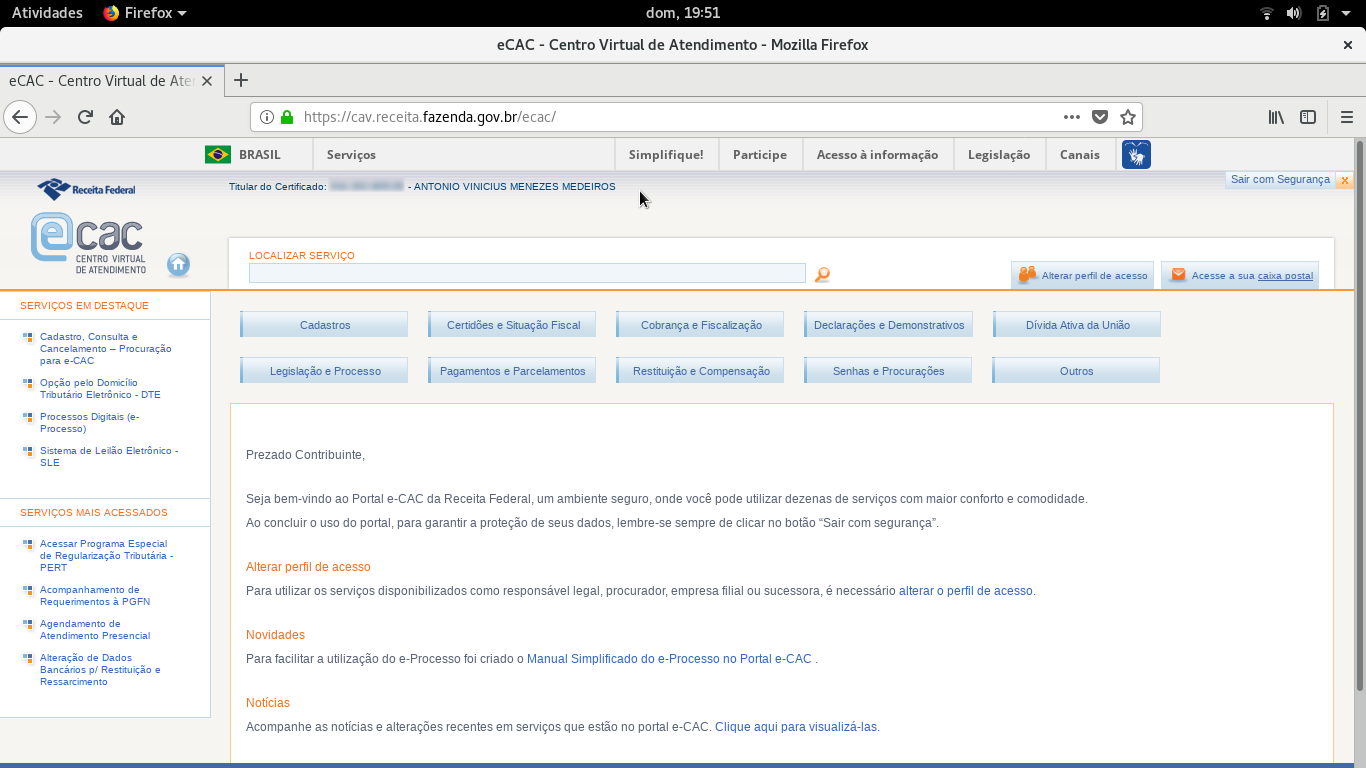 Atividades Firefox dom, 19:51
eCAC - Centro Virtual de Atendimento - Mozilla Firefox
eCAC - Centro Virtual de Ate
https://cav.receita.fazenda.gov.br/ecac/
BRASIL Serviços Simplifique! Participe Acesso à informação Legislação Canais
Receita Federal
Titular do Certificado: - ANTONIO VINICIUS MENEZES MEDEIROS
Sair com Segurança x
eCAC
CENTRO VIRTUAL
DE ATENDIMENTO
LOCALIZAR SERVIÇO
Alterar perfil de acesso Acesse a sua caixa postal
SERVIÇOS EM DESTAQUE
Cadastro, Consulta e
Cancelamento – Procuração
para e-CAC
Opção pelo Domicílio
Tributário Eletrônico - DTE
Processos Digitais (e-
Processo)
Sistema de Leilão Eletrônico -
SLE
SERVIÇOS MAIS ACESSADOS
Acessar Programa Especial
de Regularização Tributária -
PERT
Acompanhamento de
Requerimentos à PGFN
Agendamento de
Atendimento Presencial
Alteração de Dados
Bancários p/ Restituição e
Ressarcimento
Cadastros Certidões e Situação Fiscal Cobrança e Fiscalização Declarações e Demonstrativos Dívida Ativa da União
Legislação e Processo Pagamentos e Parcelamentos Restituição e Compensação Senhas e Procurações Outros
Prezado Contribuinte,
Seja bem-vindo ao Portal e-CAC da Receita Federal, um ambiente seguro, onde você pode utilizar dezenas de serviços com maior conforto e comodidade.
Ao concluir o uso do portal, para garantir a proteção de seus dados, lembre-se sempre de clicar no botão “Sair com segurança”.
Alterar perfil de acesso
Para utilizar os serviços disponibilizados como responsável legal, procurador, empresa filial ou sucessora, é necessário alterar o perfil de acesso.
Novidades
Para facilitar a utilização do e-Processo foi criado o Manual Simplificado do e-Processo no Portal e-CAC .
Notícias
Acompanhe as notícias e alterações recentes em serviços que estão no portal e-CAC. Clique aqui para visualizá-las.